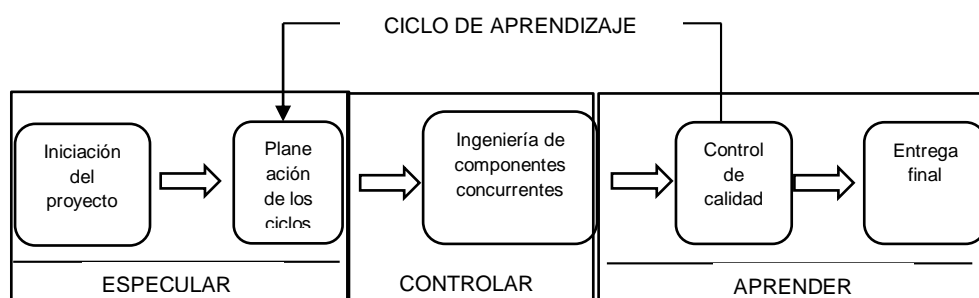 CICLO DE APRENDIZAJE
Iniciación
del
proyecto
Plane
ación
de los
ciclos
Ingeniería de
componentes
concurrentes
Control
de
calidad
Entrega
final
ESPECULAR
CONTROLAR
APRENDER